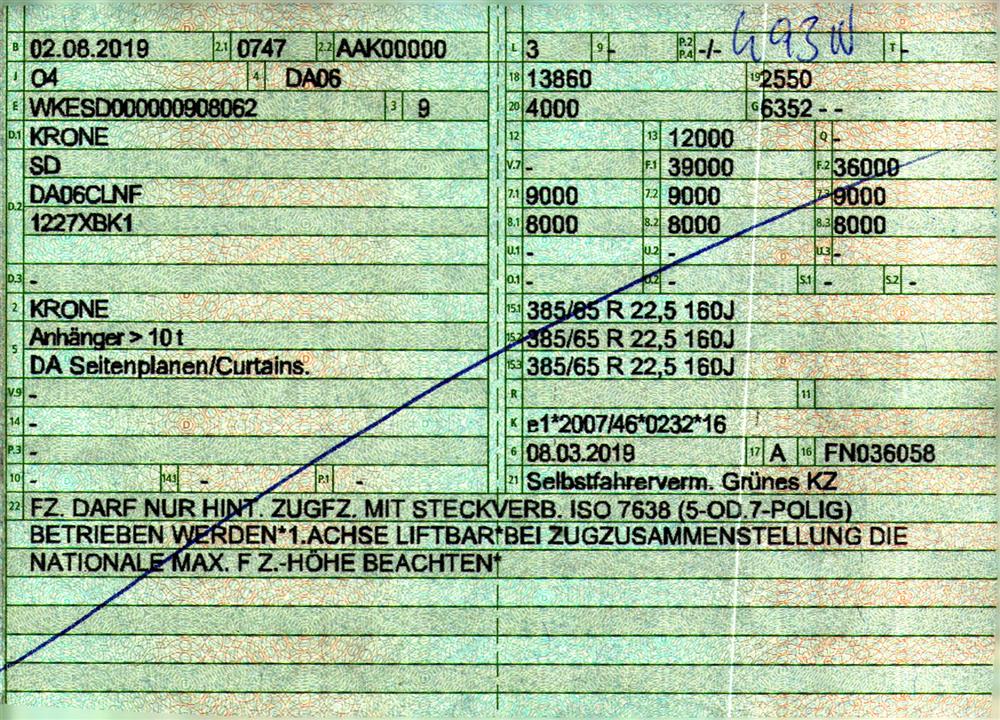 B 02.08.2019 2.1 0747 2.2 AAK00000
J O4 4 DA06
E WKESD000000908062 3 9
D.1 KRONE
SD
D.2 DA06CLNF
1227XBK1
D.3 -
2 KRONE
Anhänger > 10 t
5 DA Seitenplanen/Curtains.
V.9 -
14 -
P.3 -
10 - 14.1 - P.1 -
L 3 9 - P.2 P.4 -/- T -
18 13860 19 2550
20 4000 G 6352 - -
12 13 12000 Q -
V.7 - F.1 39000 F.2 36000
7.1 9000 7.2 9000 7.3 9000
8.1 8000 8.2 8000 8.3 8000
U.1 - U.2 - U.3 -
O.1 - O.2 - S.1 - S.2 -
15.1 385/65 R 22,5 160J
15.2 385/65 R 22,5 160J
15.3 385/65 R 22,5 160J
R 11
K e1*2007/46*0232*16
6 08.03.2019 17 A 16 FN036058
21 Selbstfahrerverm. Grünes KZ
22 FZ. DARF NUR HINT. ZUGFZ. MIT STECKVERB. ISO 7638 (5-OD.7-POLIG)
BETRIEBEN WERDEN*1.ACHSE LIFTBAR*BEI ZUGZUSAMMENSTELLUNG DIE
NATIONALE MAX. F Z.-HÖHE BEACHTEN*